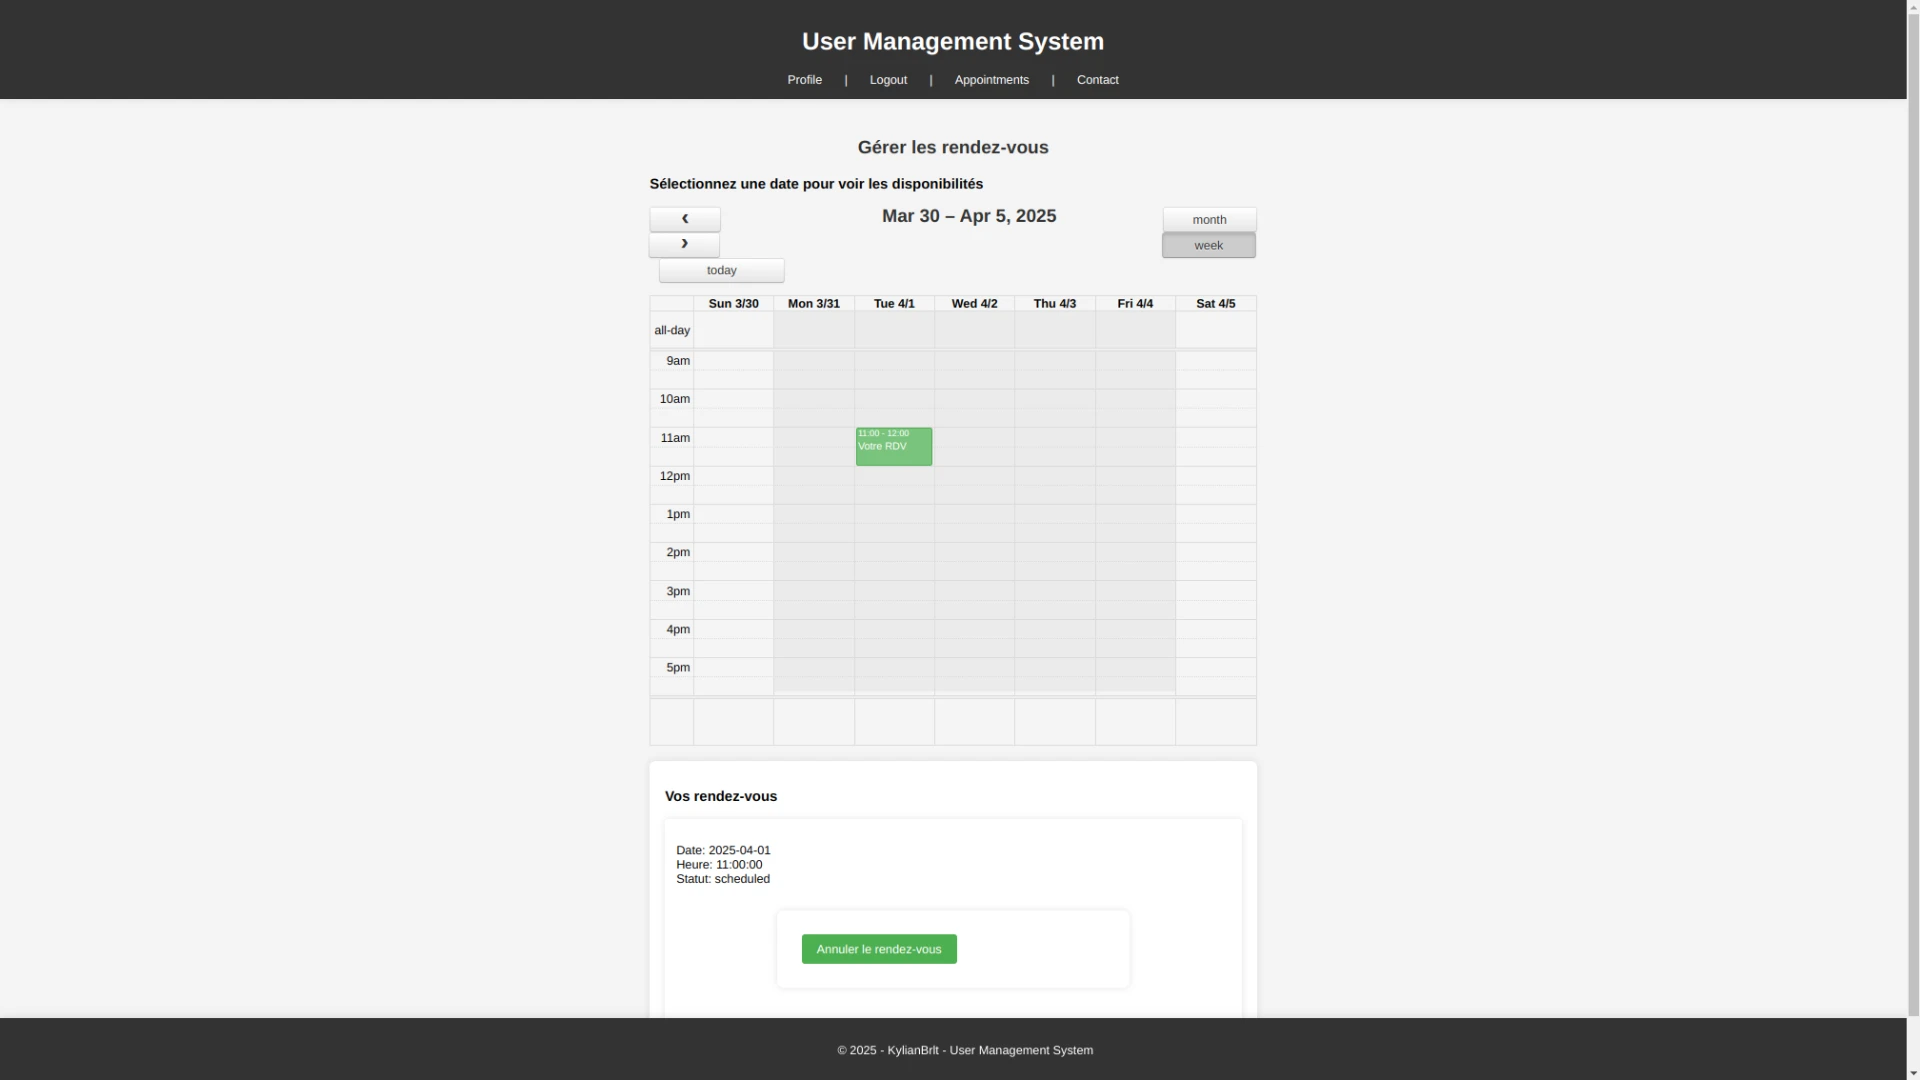 User Management System
Profile | Logout | Appointments | Contact
Gérer les rendez-vous
Sélectionnez une date pour voir les disponibilités
‹
›
today
Mar 30 – Apr 5, 2025
month
week
Sun 3/30 Mon 3/31 Tue 4/1 Wed 4/2 Thu 4/3 Fri 4/4 Sat 4/5
all-day
9am
10am
11am
11:00 - 12:00
Votre RDV
12pm
1pm
2pm
3pm
4pm
5pm
Vos rendez-vous
Date: 2025-04-01
Heure: 11:00:00
Statut: scheduled
Annuler le rendez-vous
© 2025 - KylianBrlt - User Management System